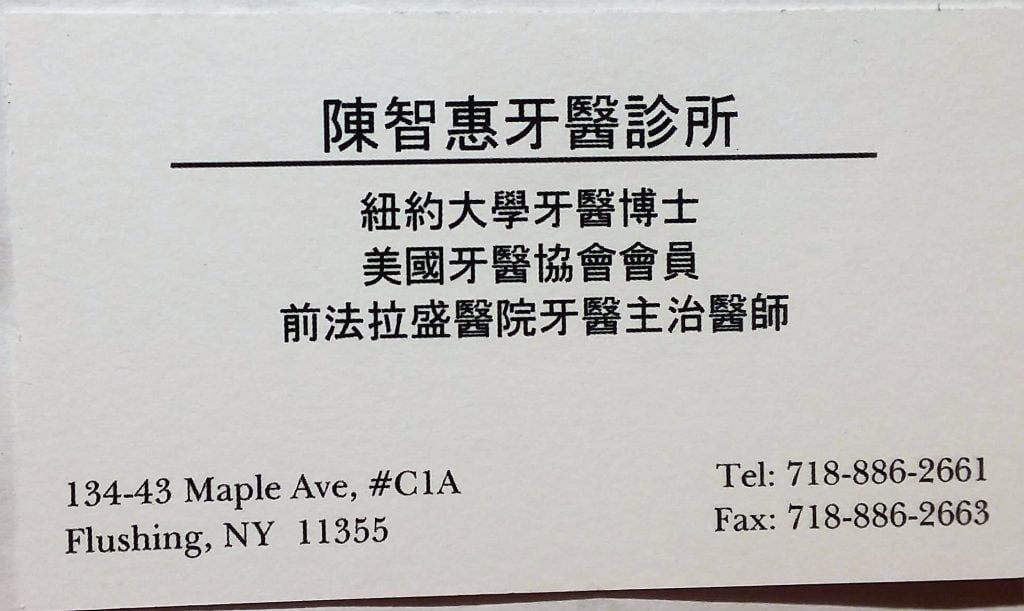 陳智惠牙醫診所
紐約大學牙醫博士
美國牙醫協會會員
前法拉盛醫院牙醫主治醫師
134-43 Maple Ave, #C1A
Flushing, NY 11355
Tel: 718-886-2661
Fax: 718-886-2663